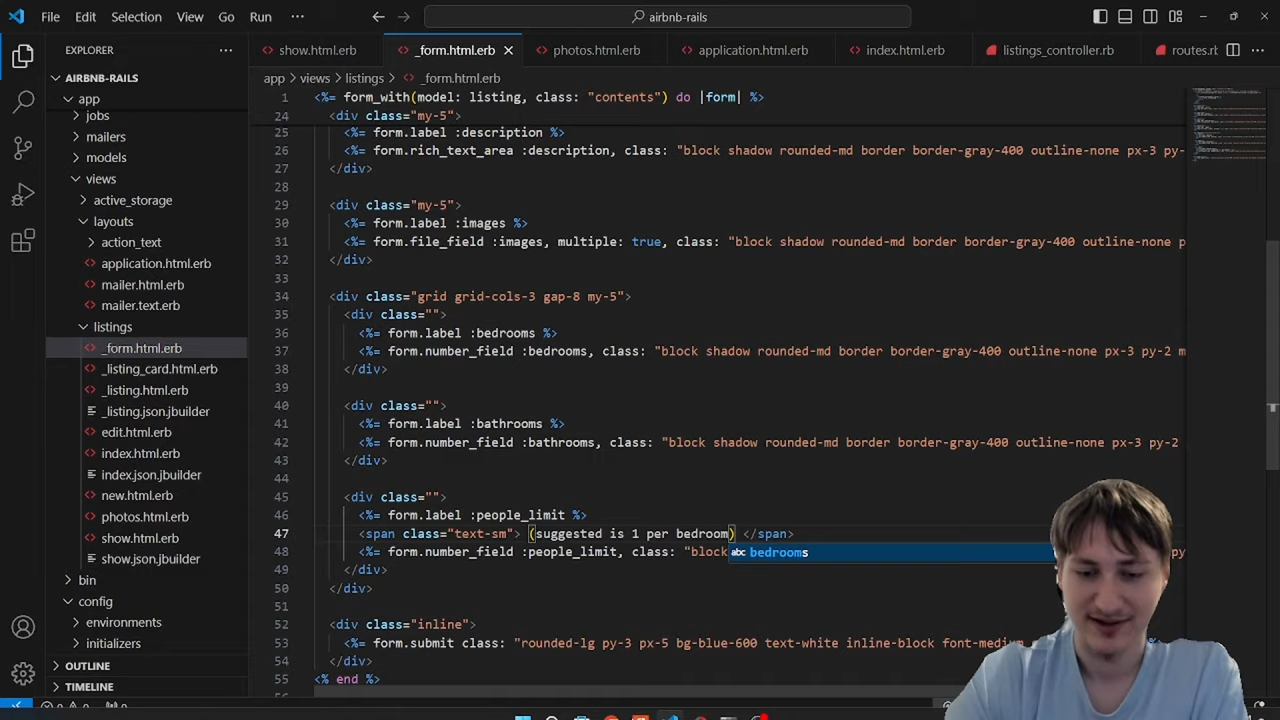 File Edit Selection View Go Run ··· airbnb-rails
EXPLORER ···
show.html.erb _form.html.erb photos.html.erb application.html.erb index.html.erb listings_controller.rb routes.rb ···
AIRBNB-RAILS
app
jobs
mailers
models
views
active_storage
layouts
action_text
application.html.erb
mailer.html.erb
mailer.text.erb
listings
_form.html.erb
_listing_card.html.erb
_listing.html.erb
_listing.json.jbuilder
edit.html.erb
index.html.erb
index.json.jbuilder
new.html.erb
photos.html.erb
show.html.erb
show.json.jbuilder
bin
config
environments
initializers
OUTLINE
TIMELINE
app > views > listings > _form.html.erb
1 <%= form_with(model: listing, class: "contents") do |form| %>
24 <div class="my-5">
25 <%= form.label :description %>
26 <%= form.rich_text_area :description, class: "block shadow rounded-md border border-gray-400 outline-none px-3 py-
27 </div>
28
29 <div class="my-5">
30 <%= form.label :images %>
31 <%= form.file_field :images, multiple: true, class: "block shadow rounded-md border border-gray-400 outline-none p
32 </div>
33
34 <div class="grid grid-cols-3 gap-8 my-5">
35 <div class="">
36 <%= form.label :bedrooms %>
37 <%= form.number_field :bedrooms, class: "block shadow rounded-md border border-gray-400 outline-none px-3 py-2 m
38 </div>
39
40 <div class="">
41 <%= form.label :bathrooms %>
42 <%= form.number_field :bathrooms, class: "block shadow rounded-md border border-gray-400 outline-none px-3 py-2
43 </div>
44
45 <div class="">
46 <%= form.label :people_limit %>
47 <span class="text-sm"> (suggested is 1 per bedroom) </span>
abc bedrooms
48 <%= form.number_field :people_limit, class: "block
49 </div>
50 </div>
51
52 <div class="inline">
53 <%= form.submit class: "rounded-lg py-3 px-5 bg-blue-600 text-white inline-block font-medium
54 </div>
55 <% end %>